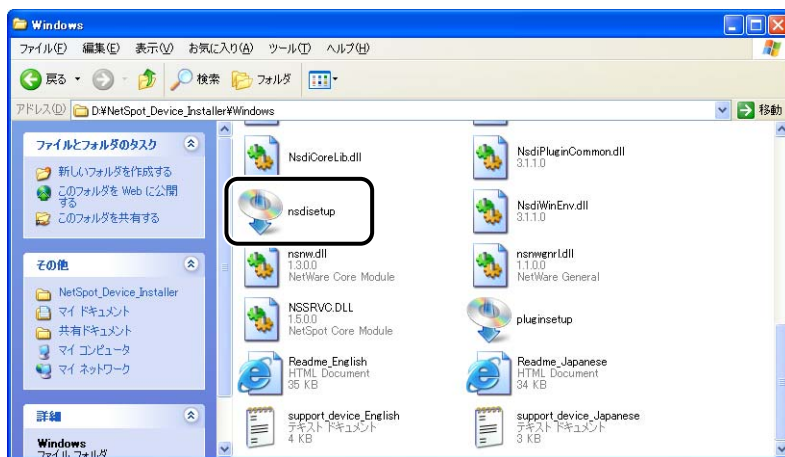 Windows
ファイル(F) 編集(E) 表示(V) お気に入り(A) ツール(T) ヘルプ(H)
戻る 検索 フォルダ
アドレス(D) D:¥NetSpot_Device_Installer¥Windows 移動
ファイルとフォルダのタスク
新しいフォルダを作成する
このフォルダを Web に公開
する
このフォルダを共有する
その他
NetSpot_Device_Installer
マイ ドキュメント
共有ドキュメント
マイ コンピュータ
マイ ネットワーク
詳細
Windows
ファイル フォルダ
NsdiCoreLib.dll
NsdiPluginCommon.dll
3.1.1.0
nsdisetup
NsdiWinEnv.dll
3.1.1.0
nsnw.dll
1.3.0.0
NetWare Core Module
nsnwgnrl.dll
1.1.0.0
NetWare General
NSSRVC.DLL
1.5.0.0
NetSpot Core Module
pluginsetup
Readme_English
HTML Document
35 KB
Readme_Japanese
HTML Document
34 KB
support_device_English
テキスト ドキュメント
4 KB
support_device_Japanese
テキスト ドキュメント
3 KB